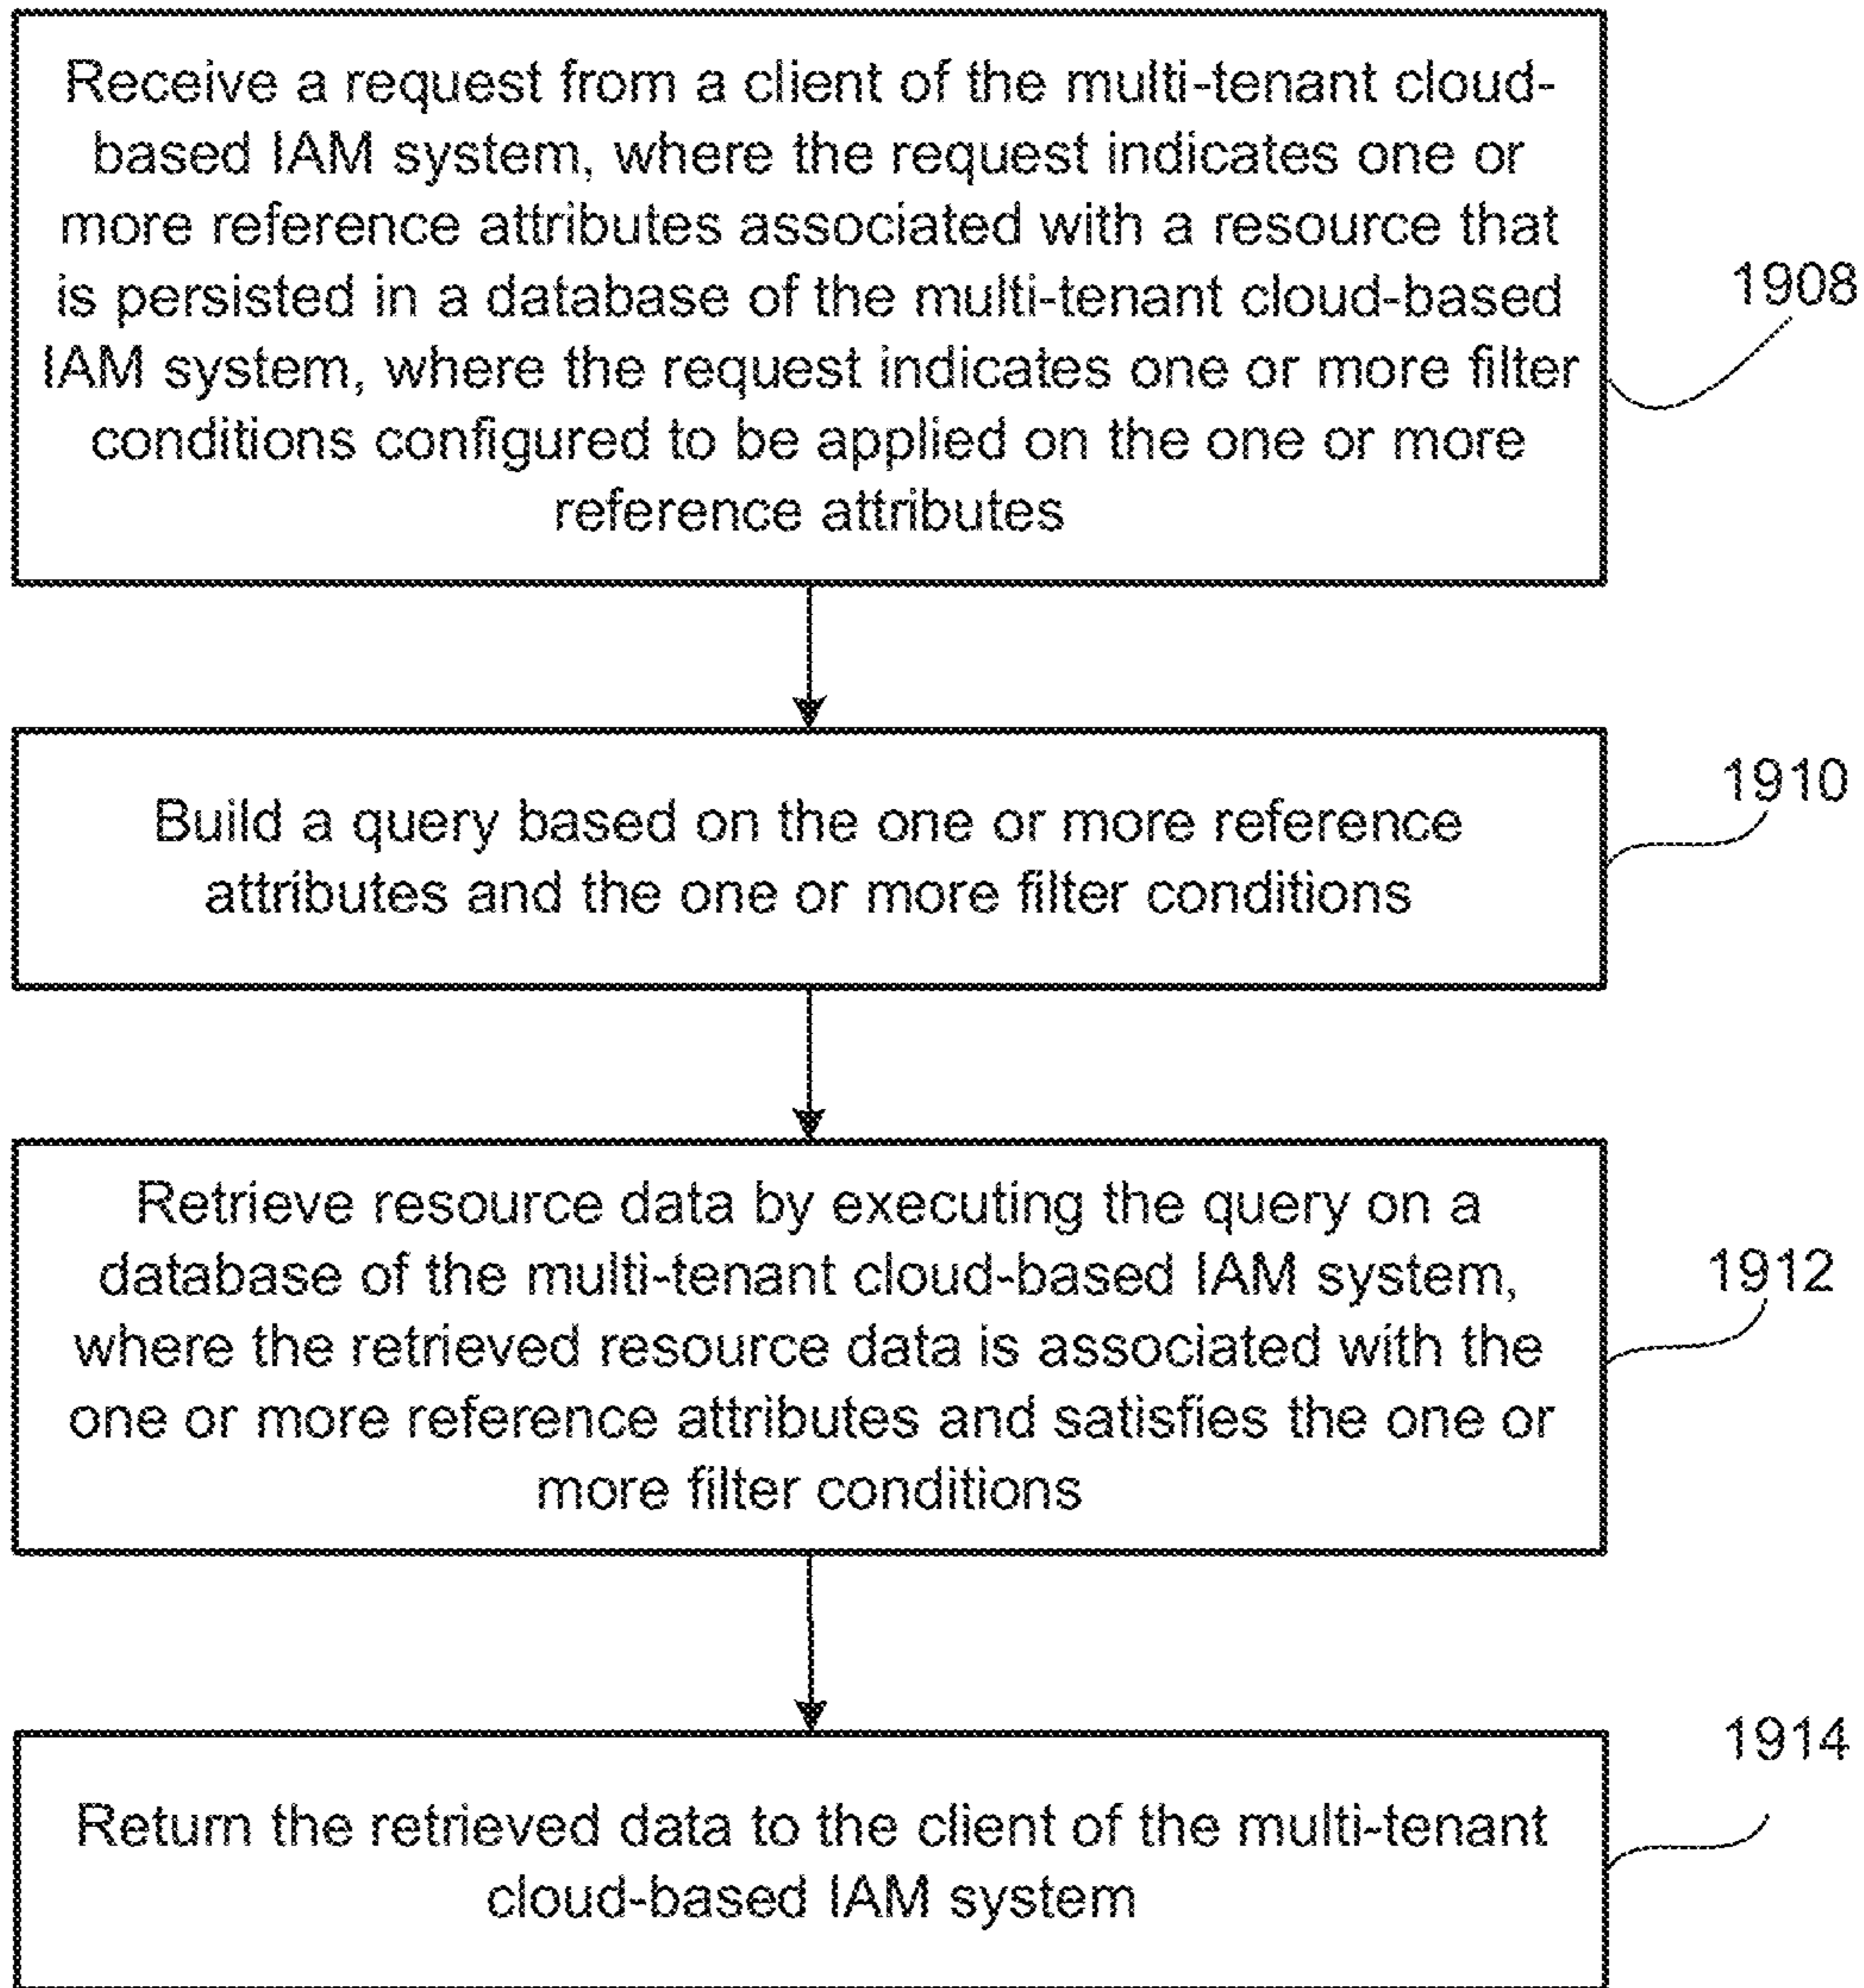 Receive a request from a client of the multi-tenant cloud-
based IAM system, where the request indicates one or
more reference attributes associated with a resource that
is persisted in a database of the multi-tenant cloud-based
IAM system, where the request indicates one or more filter
conditions configured to be applied on the one or more
reference attributes
1908
Build a query based on the one or more reference
attributes and the one or more filter conditions
1910
Retrieve resource data by executing the query on a
database of the multi-tenant cloud-based IAM system,
where the retrieved resource data is associated with the
one or more reference attributes and satisfies the one or
more filter conditions
1912
Return the retrieved data to the client of the multi-tenant
cloud-based IAM system
1914